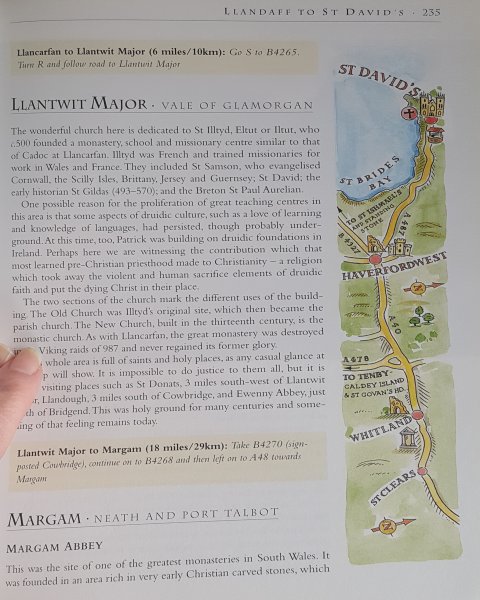 LLANDAFF TO ST DAVID'S · 235
Llancarfan to Llantwit Major (6 miles/10km): Go S to B4265.
Turn R and follow road to Llantwit Major
LLANTWIT MAJOR · VALE OF GLAMORGAN
The wonderful church here is dedicated to St Illtyd, Eltut or Iltut, who
c.500 founded a monastery, school and missionary centre similar to that
of Cadoc at Llancarfan. Illtyd was French and trained missionaries for
work in Wales and France. They included St Samson, who evangelised
Cornwall, the Scilly Isles, Brittany, Jersey and Guernsey; St David; the
early historian St Gildas (493–570); and the Breton St Paul Aurelian.
One possible reason for the proliferation of great teaching centres in
this area is that some aspects of druidic culture, such as a love of learning
and knowledge of languages, had persisted, though probably under-
ground. At this time, too, Patrick was building on druidic foundations in
Ireland. Perhaps here we are witnessing the contribution which that
most learned pre-Christian priesthood made to Christianity – a religion
which took away the violent and human sacrifice elements of druidic
faith and put the dying Christ in their place.
The two sections of the church mark the different uses of the build-
ing. The Old Church was Illtyd's original site, which then became the
parish church. The New Church, built in the thirteenth century, is the
monastic church. As with Llancarfan, the great monastery was destroyed
Viking raids of 987 and never regained its former glory.
whole area is full of saints and holy places, as any casual glance at
will show. It is impossible to do justice to them all, but it is
visiting places such as St Donats, 3 miles south-west of Llantwit
Llandough, 3 miles south of Cowbridge, and Ewenny Abbey, just
of Bridgend. This was holy ground for many centuries and some-
of that feeling remains today.
Llantwit Major to Margam (18 miles/29km): Take B4270 (sign-
posted Cowbridge), continue on to B4268 and then left on to A48 towards
Margam
MARGAM · NEATH AND PORT TALBOT
MARGAM ABBEY
This was the site of one of the greatest monasteries in South Wales. It
was founded in an area rich in very early Christian carved stones, which
ST DAVID'S
ST BRIDES
BAY
TO ST ISHMAEL'S
AND STANDING
STONE
A487
B4327
HAVERFORDWEST
N
A40
A478
TO TENBY
CALDEY ISLAND
& ST GOVAN'S HD.
WHITLAND
ST CLEARS
N